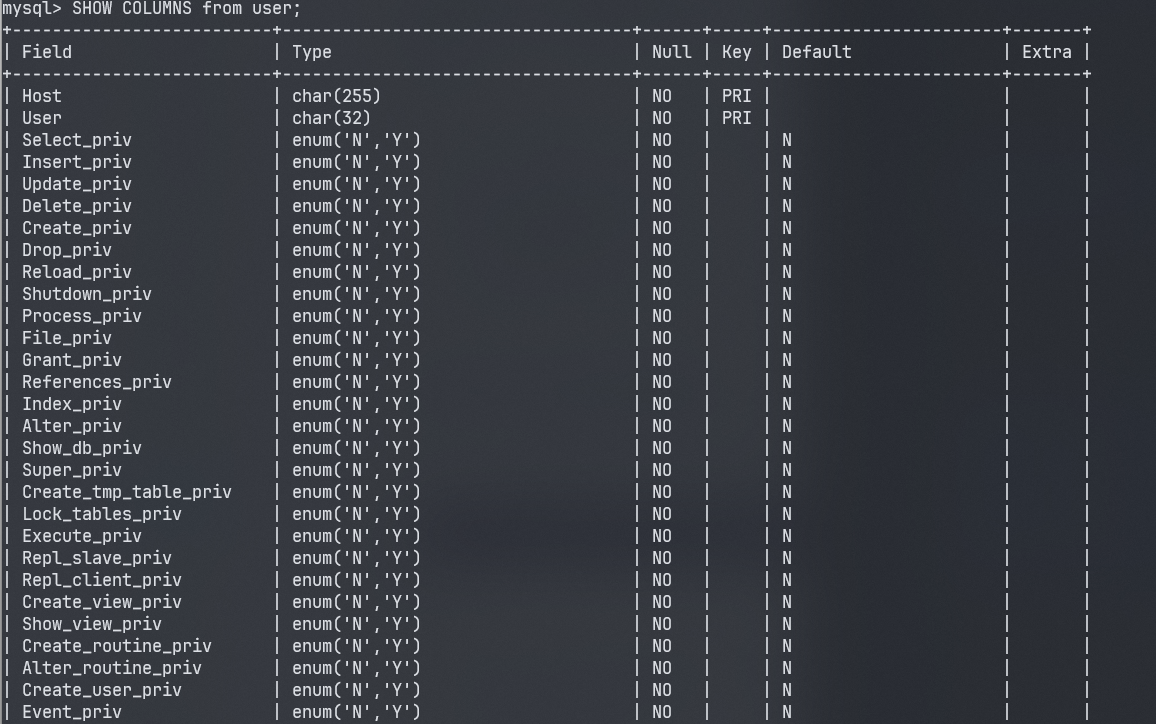 mysql> SHOW COLUMNS from user;
+--------------------------+-----------------------------------+------+-----+-----------------------+-------+
| Field                    | Type                              | Null | Key | Default               | Extra |
+--------------------------+-----------------------------------+------+-----+-----------------------+-------+
| Host                     | char(255)                         | NO   | PRI |                       |       |
| User                     | char(32)                          | NO   | PRI |                       |       |
| Select_priv              | enum('N','Y')                     | NO   |     | N                     |       |
| Insert_priv              | enum('N','Y')                     | NO   |     | N                     |       |
| Update_priv              | enum('N','Y')                     | NO   |     | N                     |       |
| Delete_priv              | enum('N','Y')                     | NO   |     | N                     |       |
| Create_priv              | enum('N','Y')                     | NO   |     | N                     |       |
| Drop_priv                | enum('N','Y')                     | NO   |     | N                     |       |
| Reload_priv              | enum('N','Y')                     | NO   |     | N                     |       |
| Shutdown_priv            | enum('N','Y')                     | NO   |     | N                     |       |
| Process_priv             | enum('N','Y')                     | NO   |     | N                     |       |
| File_priv                | enum('N','Y')                     | NO   |     | N                     |       |
| Grant_priv               | enum('N','Y')                     | NO   |     | N                     |       |
| References_priv          | enum('N','Y')                     | NO   |     | N                     |       |
| Index_priv               | enum('N','Y')                     | NO   |     | N                     |       |
| Alter_priv               | enum('N','Y')                     | NO   |     | N                     |       |
| Show_db_priv             | enum('N','Y')                     | NO   |     | N                     |       |
| Super_priv               | enum('N','Y')                     | NO   |     | N                     |       |
| Create_tmp_table_priv    | enum('N','Y')                     | NO   |     | N                     |       |
| Lock_tables_priv         | enum('N','Y')                     | NO   |     | N                     |       |
| Execute_priv             | enum('N','Y')                     | NO   |     | N                     |       |
| Repl_slave_priv          | enum('N','Y')                     | NO   |     | N                     |       |
| Repl_client_priv         | enum('N','Y')                     | NO   |     | N                     |       |
| Create_view_priv         | enum('N','Y')                     | NO   |     | N                     |       |
| Show_view_priv           | enum('N','Y')                     | NO   |     | N                     |       |
| Create_routine_priv      | enum('N','Y')                     | NO   |     | N                     |       |
| Alter_routine_priv       | enum('N','Y')                     | NO   |     | N                     |       |
| Create_user_priv         | enum('N','Y')                     | NO   |     | N                     |       |
| Event_priv               | enum('N','Y')                     | NO   |     | N                     |       |